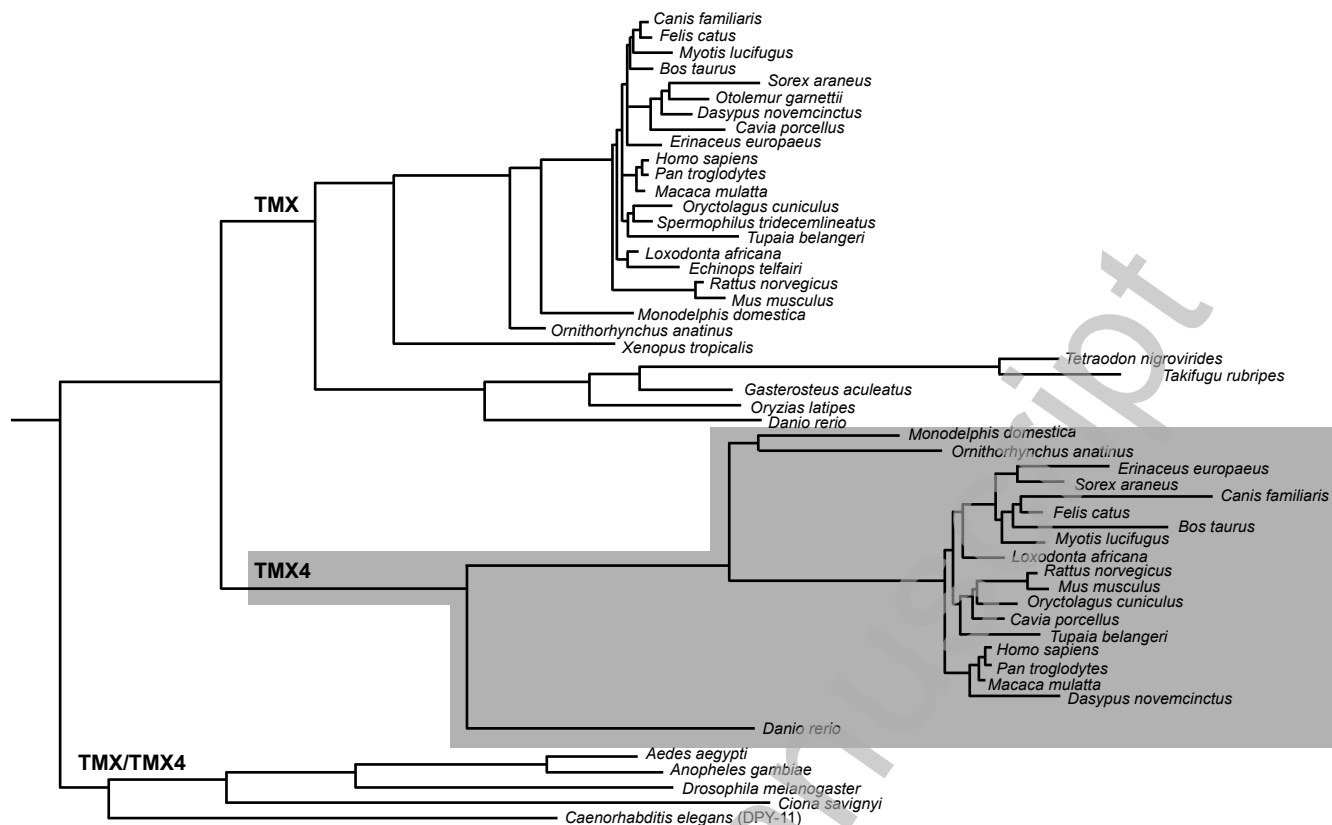 Canis familiaris
Felis catus
Myotis lucifugus
Bos taurus
Sorex araneus
Otolemur garnettii
Dasypus novemcinctus
Cavia porcellus
Erinaceus europaeus
Homo sapiens
Pan troglodytes
Macaca mulatta
TMX
Oryctolagus cuniculus
Spermophilus tridecemlineatus
Tupaia belangeri
Loxodonta africana
Echinops telfairi
Rattus norvegicus
Mus musculus
Monodelphis domestica
Ornithorhynchus anatinus
Xenopus tropicalis
Tetraodon nigrovirides
Takifugu rubripes
Gasterosteus aculeatus
Oryzias latipes
Danio rerio
Monodelphis domestica
Ornithorhynchus anatinus
Erinaceus europaeus
Sorex araneus
Canis familiaris
Felis catus
Bos taurus
Myotis lucifugus
Loxodonta africana
TMX4
Rattus norvegicus
Mus musculus
Oryctolagus cuniculus
Cavia porcellus
Tupaia belangeri
Homo sapiens
Pan troglodytes
Macaca mulatta
Dasypus novemcinctus
Danio rerio
TMX/TMX4
Aedes aegypti
Anopheles gambiae
Drosophila melanogaster
Ciona savignyi
Caenorhabditis elegans (DPY-11)
nuscript